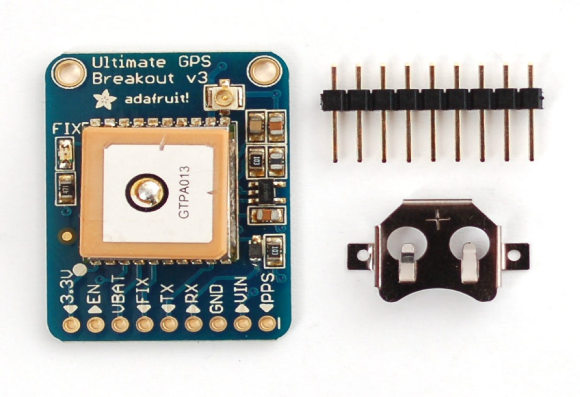 Ultimate GPS
Breakout v3
adafruit!
FIX
GTPA013
3.3V
EN
VBAT
FIX
TX
RX
GND
VIN
PPS
+